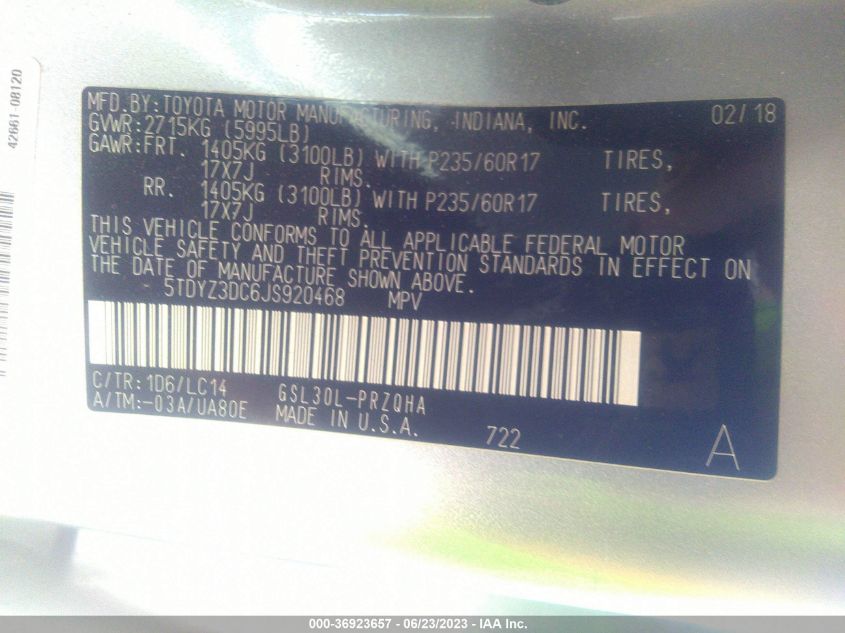 42661-08120
MFD.BY:TOYOTA MOTOR MANUFACTURING, INDIANA, INC. 02/18
GVWR:2715KG (5995LB)
GAWR:FRT. 1405KG (3100LB) WITH P235/60R17 TIRES,
17X7J RIMS.
RR. 1405KG (3100LB) WITH P235/60R17 TIRES,
17X7J RIMS.
THIS VEHICLE CONFORMS TO ALL APPLICABLE FEDERAL MOTOR
VEHICLE SAFETY AND THEFT PREVENTION STANDARDS IN EFFECT ON
THE DATE OF MANUFACTURE SHOWN ABOVE.
5TDYZ3DC6JS920468 MPV
C/TR:1D6/LC14 GSL30L-PRZQHA
A/TM:-03A/UA80E MADE IN U.S.A. 722 A
000-36923657 - 06/23/2023 - IAA Inc.